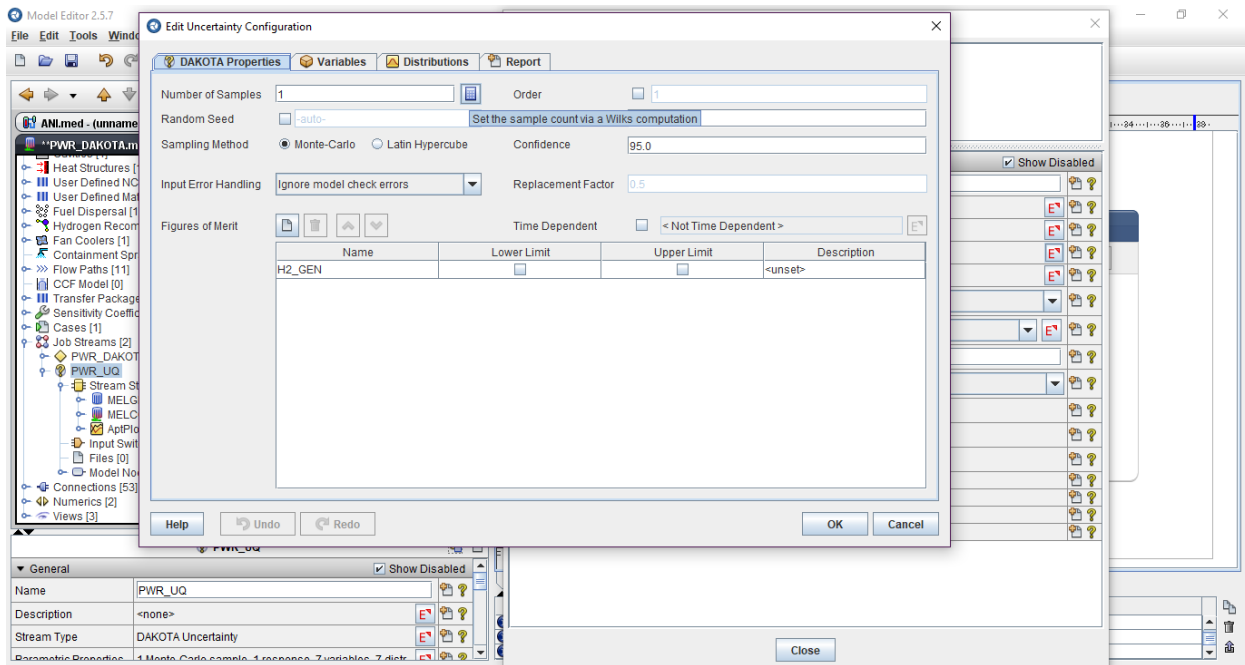 Model Editor 2.5.7
File Edit Tools Windo
ANI.med - (unname
**PWR_DAKOTA.m
Heat Structures [
User Defined NC
User Defined Mat
Fuel Dispersal [1
Hydrogen Recom
Fan Coolers [1]
Containment Spr
Flow Paths [11]
CCF Model [0]
Transfer Package
Sensitivity Coeffic
Cases [1]
Job Streams [2]
PWR_DAKOT
PWR_UQ
Stream St
MELG
MELC
AptPlo
Input Swit
Files [0]
Model No
Connections [53]
Numerics [2]
Views [3]
Edit Uncertainty Configuration
DAKOTA Properties Variables Distributions Report
Number of Samples 1 Order 1
Random Seed -auto- Set the sample count via a Wilks computation
Sampling Method Monte-Carlo Latin Hypercube Confidence 95.0
Input Error Handling Ignore model check errors Replacement Factor 0.5
Figures of Merit Time Dependent < Not Time Dependent >
Name Lower Limit Upper Limit Description
H2_GEN <unset>
Help Undo Redo OK Cancel
34 36 38
Show Disabled
PWR_UQ
General Show Disabled
Name PWR_UQ
Description <none>
Stream Type DAKOTA Uncertainty
Parametric Properties 1 Monte-Carlo sample, 1 response, 7 variables, 7 distr
Close